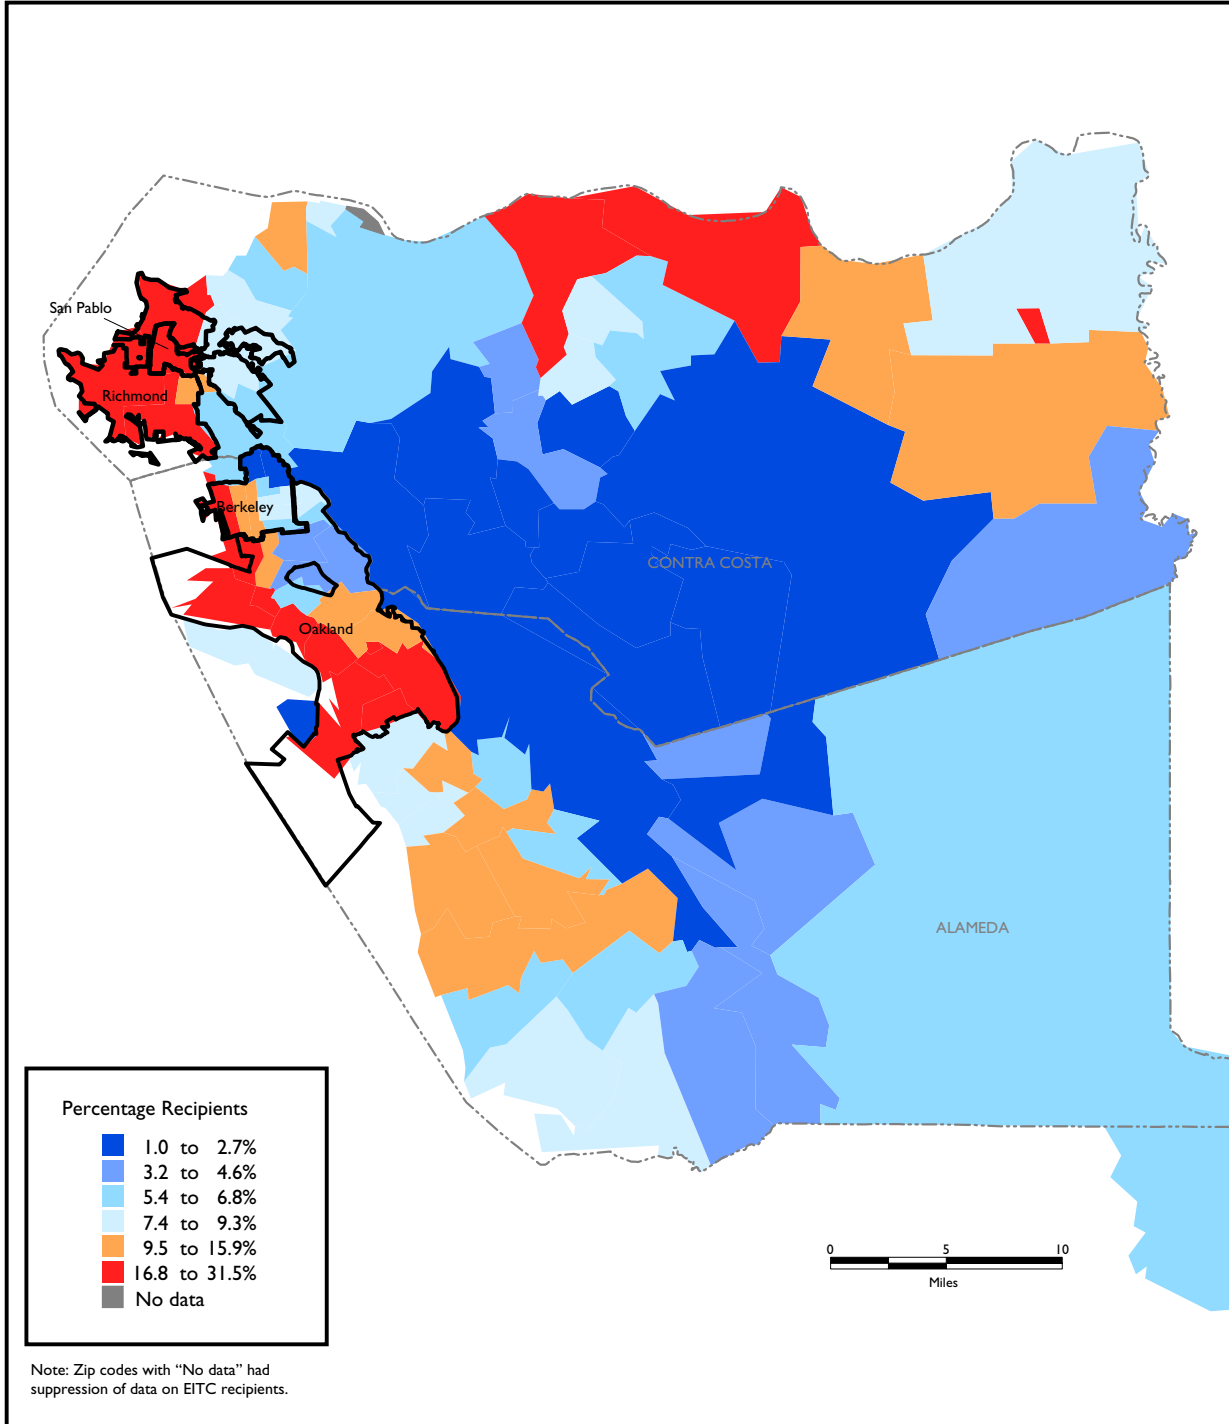 San Pablo
Richmond
Berkeley
CONTRA COSTA
Oakland
ALAMEDA
Percentage Recipients
1.0 to 2.7%
3.2 to 4.6%
5.4 to 6.8%
7.4 to 9.3%
9.5 to 15.9%
16.8 to 31.5%
No data
0 5 10
Miles
Note: Zip codes with “No data” had
suppression of data on EITC recipients.